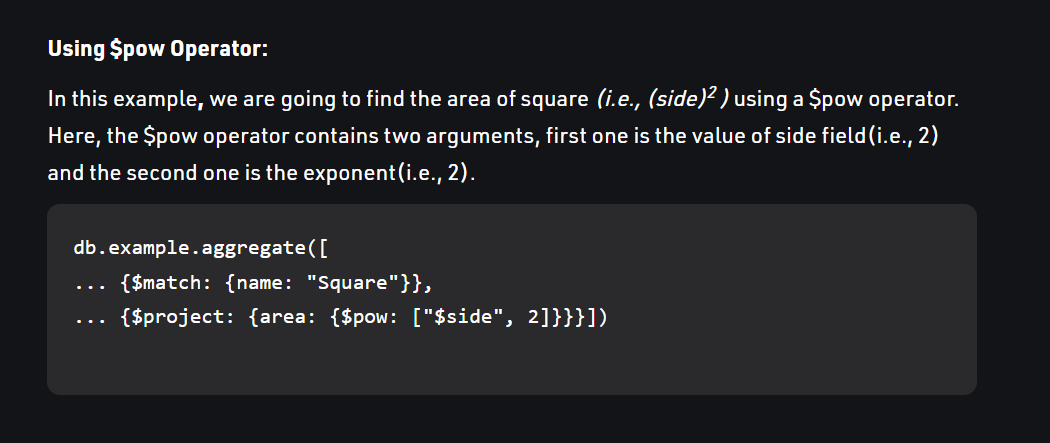 Using $pow Operator:
In this example, we are going to find the area of square (i.e., (side)² ) using a $pow operator.
Here, the $pow operator contains two arguments, first one is the value of side field(i.e., 2)
and the second one is the exponent(i.e., 2).
db.example.aggregate([
... {$match: {name: "Square"}},
... {$project: {area: {$pow: ["$side", 2]}}}])